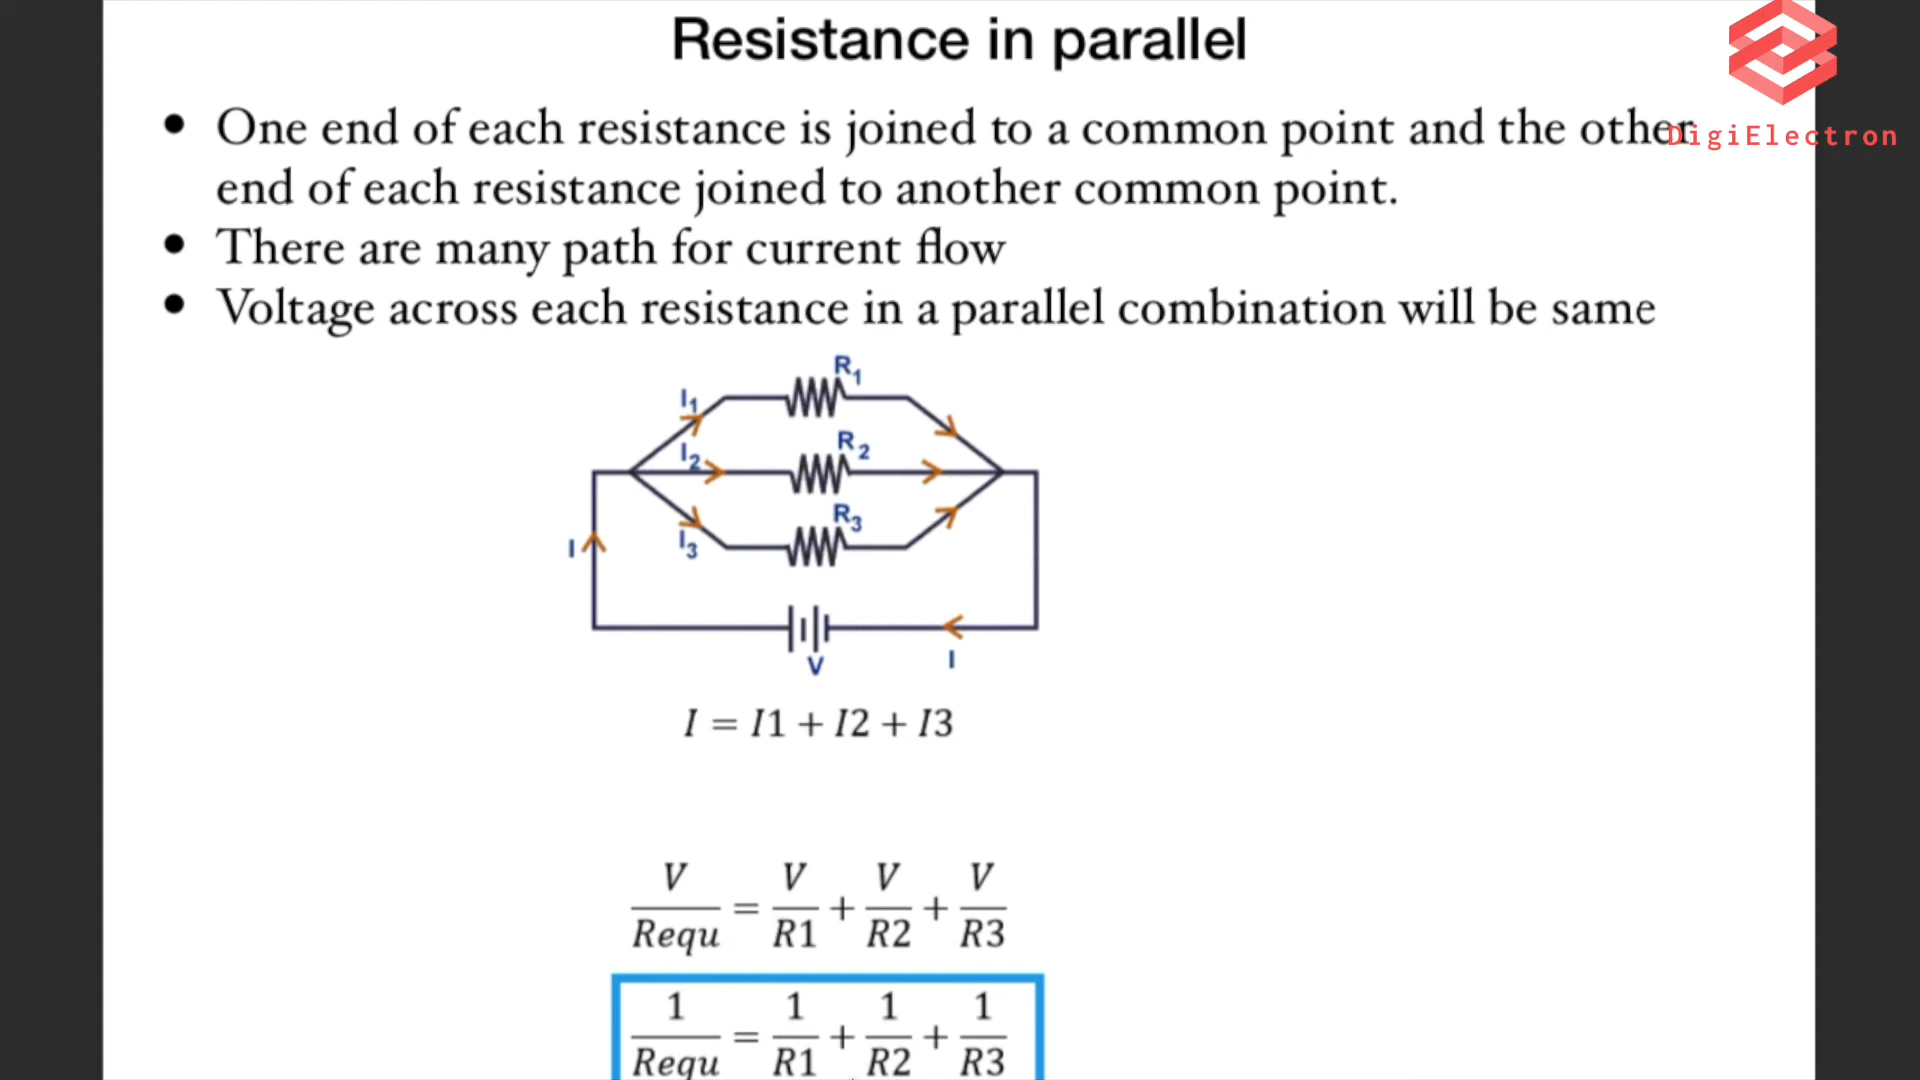 Resistance in parallel
DigiElectron
• One end of each resistance is joined to a common point and the other
end of each resistance joined to another common point.
• There are many path for current flow
• Voltage across each resistance in a parallel combination will be same
R1
I1
R2
I2
R3
I3
I
V
I
I = I1 + I2 + I3
V/Requ = V/R1 + V/R2 + V/R3
1/Requ = 1/R1 + 1/R2 + 1/R3